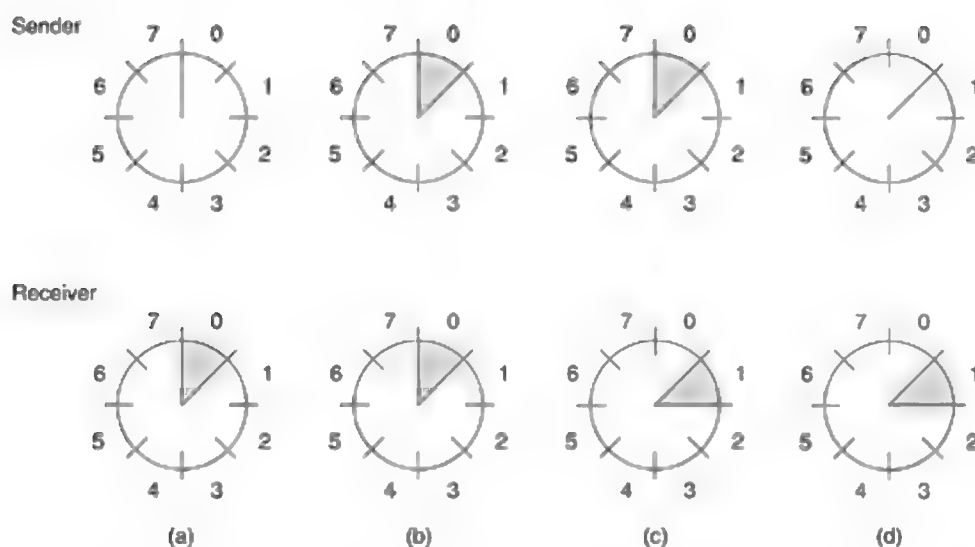 Sender
7 0 7 0 7 0 7 0
6 1 6 1 6 1 6 1
5 2 5 2 5 2 5 2
4 3 4 3 4 3 4 3
Receiver
7 0 7 0 7 0 7 0
6 1 6 1 6 1 6 1
5 2 5 2 5 2 5 2
4 3 4 3 4 3 4 3
(a) (b) (c) (d)